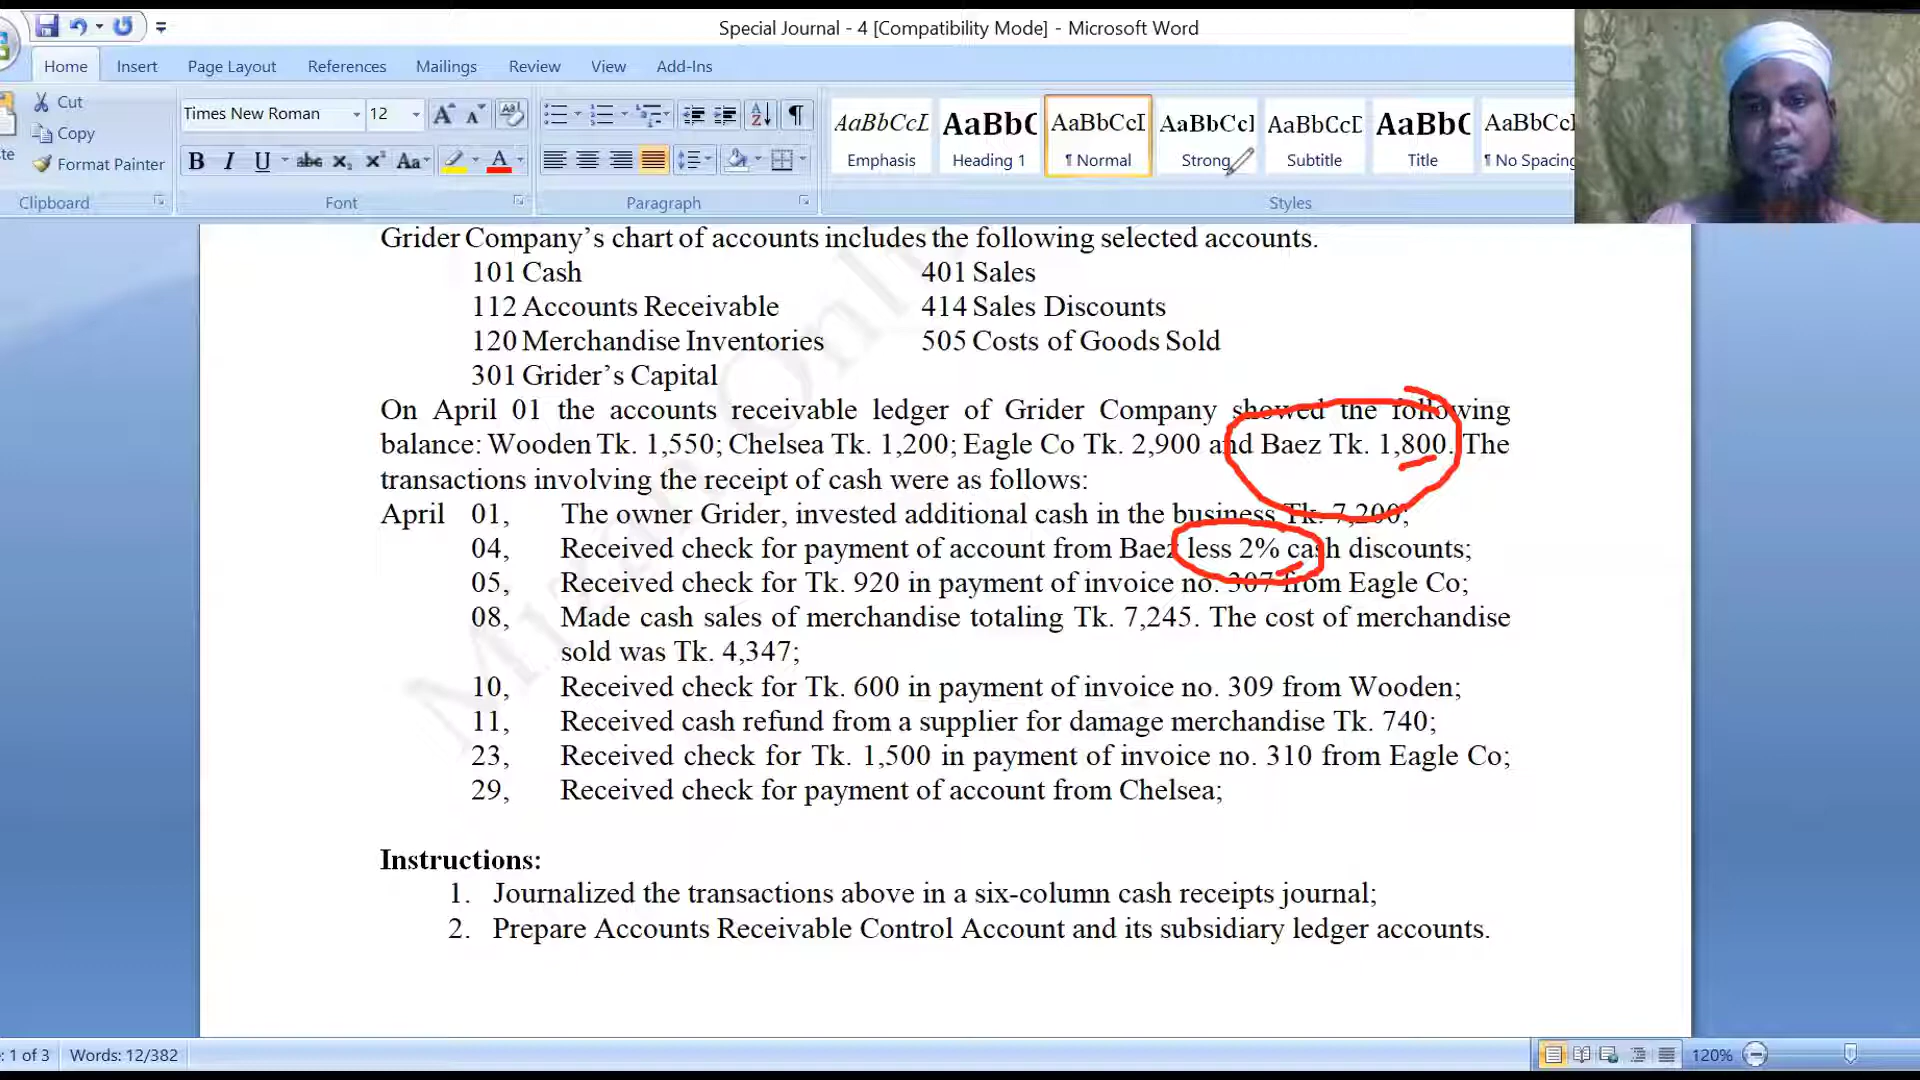 Special Journal - 4 [Compatibility Mode] - Microsoft Word
Home Insert Page Layout References Mailings Review View Add-Ins
Cut
Copy
Format Painter
Times New Roman 12
AaBbCcL AaBbC AaBbCcI AaBbCcI AaBbCcD AaBbC AaBbCcI
Emphasis Heading 1 ¶ Normal Strong Subtitle Title ¶ No Spacing
Clipboard Font Paragraph Styles
Grider Company’s chart of accounts includes the following selected accounts.
101 Cash 401 Sales
112 Accounts Receivable 414 Sales Discounts
120 Merchandise Inventories 505 Costs of Goods Sold
301 Grider’s Capital
On April 01 the accounts receivable ledger of Grider Company showed the following
balance: Wooden Tk. 1,550; Chelsea Tk. 1,200; Eagle Co Tk. 2,900 and Baez Tk. 1,800. The
transactions involving the receipt of cash were as follows:
April 01, The owner Grider, invested additional cash in the business Tk. 7,200;
04, Received check for payment of account from Baez less 2% cash discounts;
05, Received check for Tk. 920 in payment of invoice no. 307 from Eagle Co;
08, Made cash sales of merchandise totaling Tk. 7,245. The cost of merchandise
sold was Tk. 4,347;
10, Received check for Tk. 600 in payment of invoice no. 309 from Wooden;
11, Received cash refund from a supplier for damage merchandise Tk. 740;
23, Received check for Tk. 1,500 in payment of invoice no. 310 from Eagle Co;
29, Received check for payment of account from Chelsea;
Instructions:
1. Journalized the transactions above in a six-column cash receipts journal;
2. Prepare Accounts Receivable Control Account and its subsidiary ledger accounts.
: 1 of 3 Words: 12/382 120%